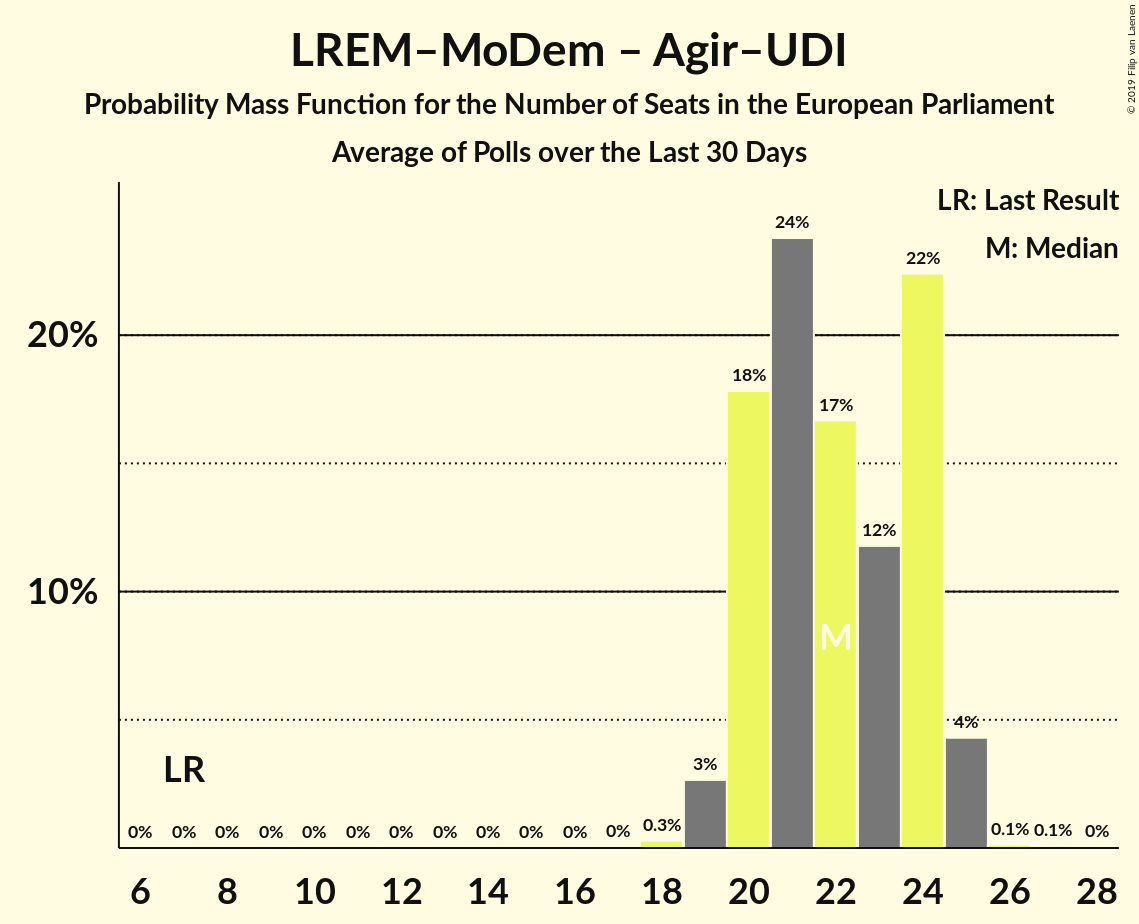 LREM–MoDem – Agir–UDI
Probability Mass Function for the Number of Seats in the European Parliament
Average of Polls over the Last 30 Days
© 2019 Filip van Laenen
LR: Last Result
M: Median
24%
22%
20%
18%
17%
12%
10%
M
4%
LR
3%
0% 0% 0% 0% 0% 0% 0% 0% 0% 0% 0% 0% 0.3% 0.1% 0.1% 0%
6 8 10 12 14 16 18 20 22 24 26 28